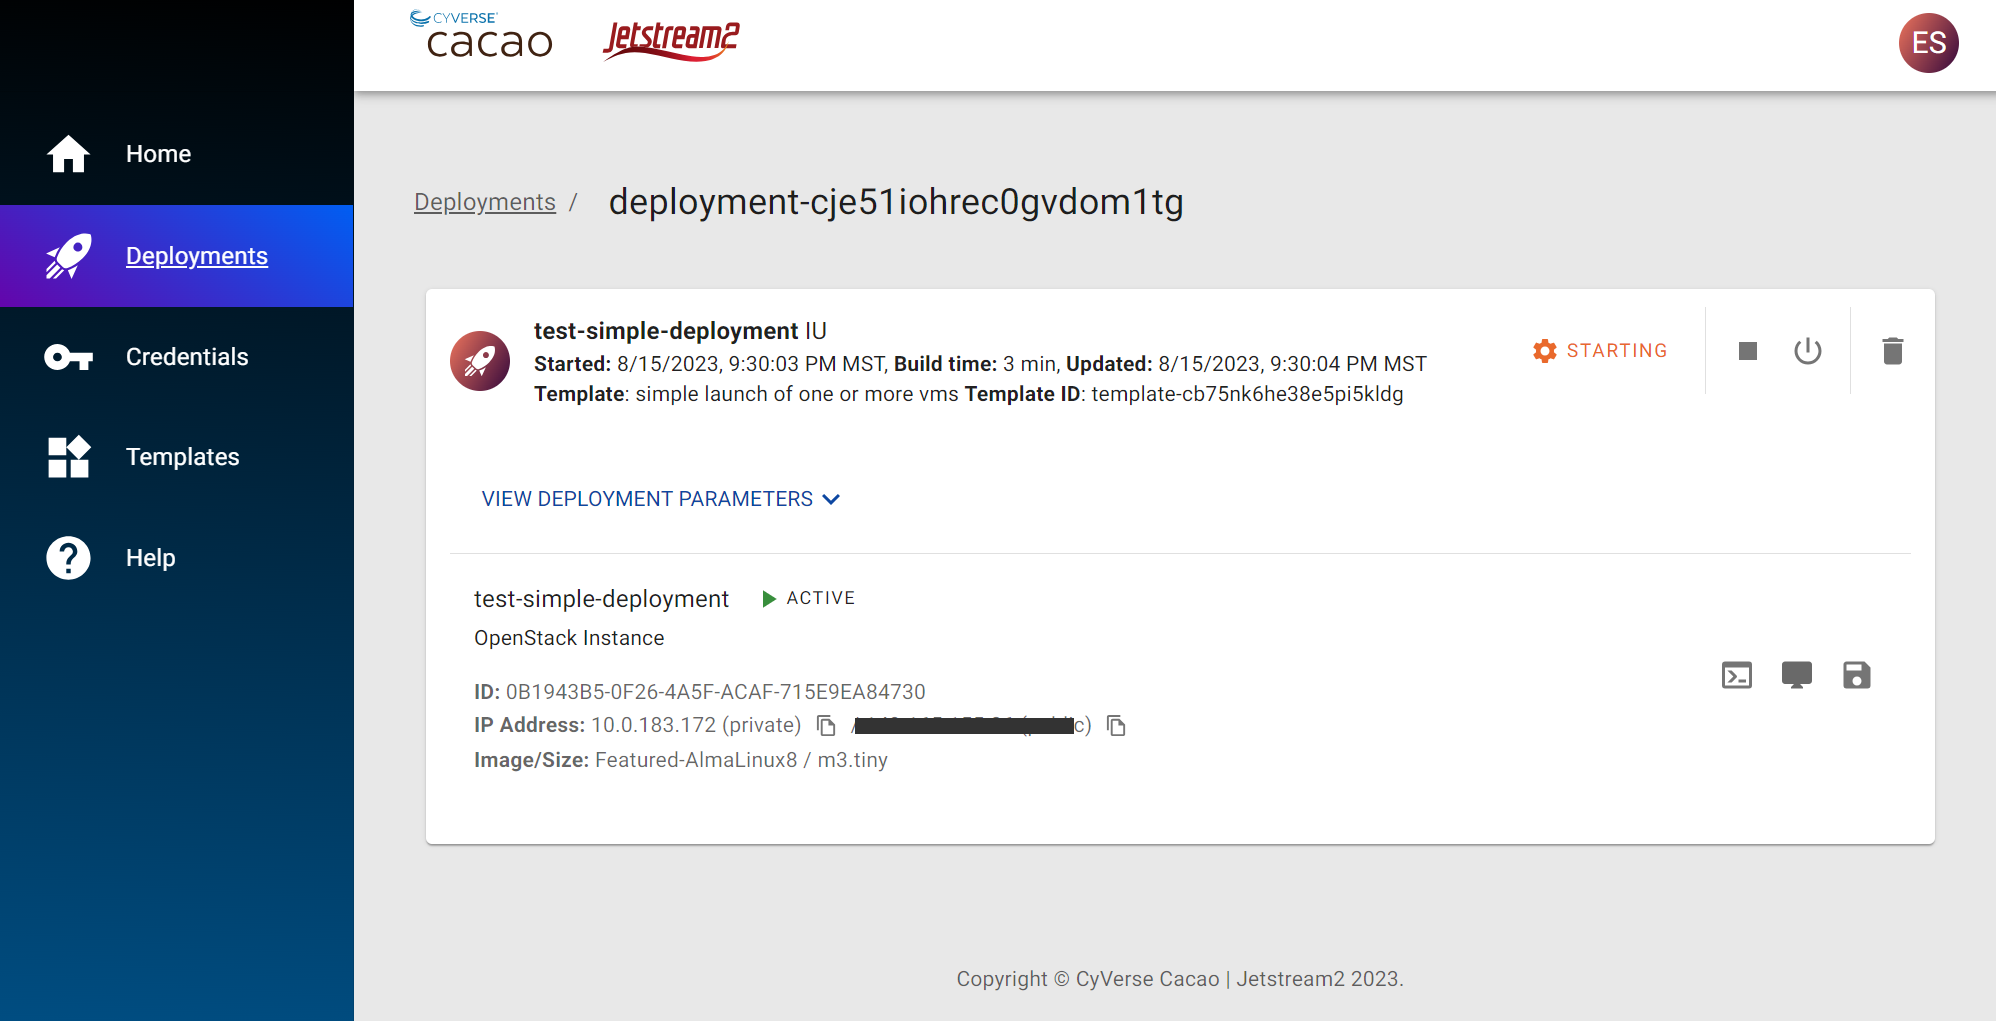 CYVERSE
cacao
Jetstream2
ES
Home
Deployments
Credentials
Templates
Help
Deployments / deployment-cje51iohrec0gvdom1tg
test-simple-deployment IU
Started: 8/15/2023, 9:30:03 PM MST, Build time: 3 min, Updated: 8/15/2023, 9:30:04 PM MST
Template: simple launch of one or more vms Template ID: template-cb75nk6he38e5pi5kldg
STARTING
VIEW DEPLOYMENT PARAMETERS
test-simple-deployment ACTIVE
OpenStack Instance
ID: 0B1943B5-0F26-4A5F-ACAF-715E9EA84730
IP Address: 10.0.183.172 (private) /
Image/Size: Featured-AlmaLinux8 / m3.tiny
Copyright © CyVerse Cacao | Jetstream2 2023.